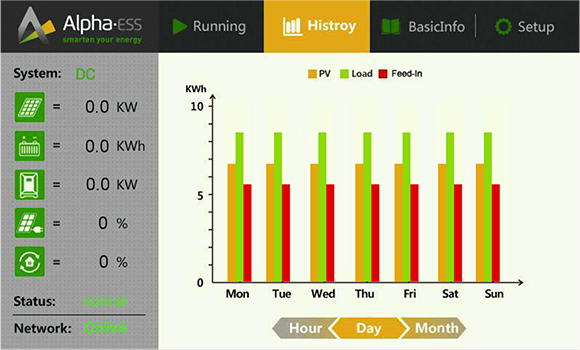 Alpha·ESS
smarten your energy
Running
Histroy
BasicInfo
Setup
System: DC
= 0.0 KW
= 0.0 KWh
= 0.0 KW
= 0 %
= 0 %
Status: normal
Network: Online
PV Load Feed-In
KWh
10
5
0
Mon Tue Wed Thu Fri Sat Sun
Hour Day Month